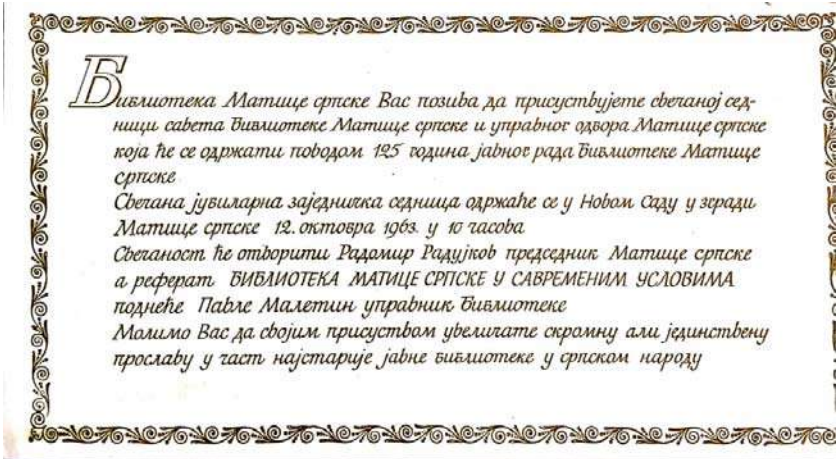 Библиотека Матице српске Вас позива да присуствујете свечаној сед-
ници савета Библиотеке Матице српске и управног одбора Матице српске
која ће се одржати поводом 125 година јавног рада Библиотеке Матице
српске
Свечана јубиларна заједничка седница одржаће се у Новом Саду у згради
Матице српске 12. октобра 1963. у 10 часова
Свечаност ће отворити Радомир Радујков председник Матице српске
а реферат БИБЛИОТЕКА МАТИЦЕ СРПСКЕ У САВРЕМЕНИМ УСЛОВИМА
поднеће Павле Малетин управник Библиотеке
Молимо Вас да својим присуством увеличате скромну али јединствену
прославу у част најстарије јавне библиотеке у српском народу